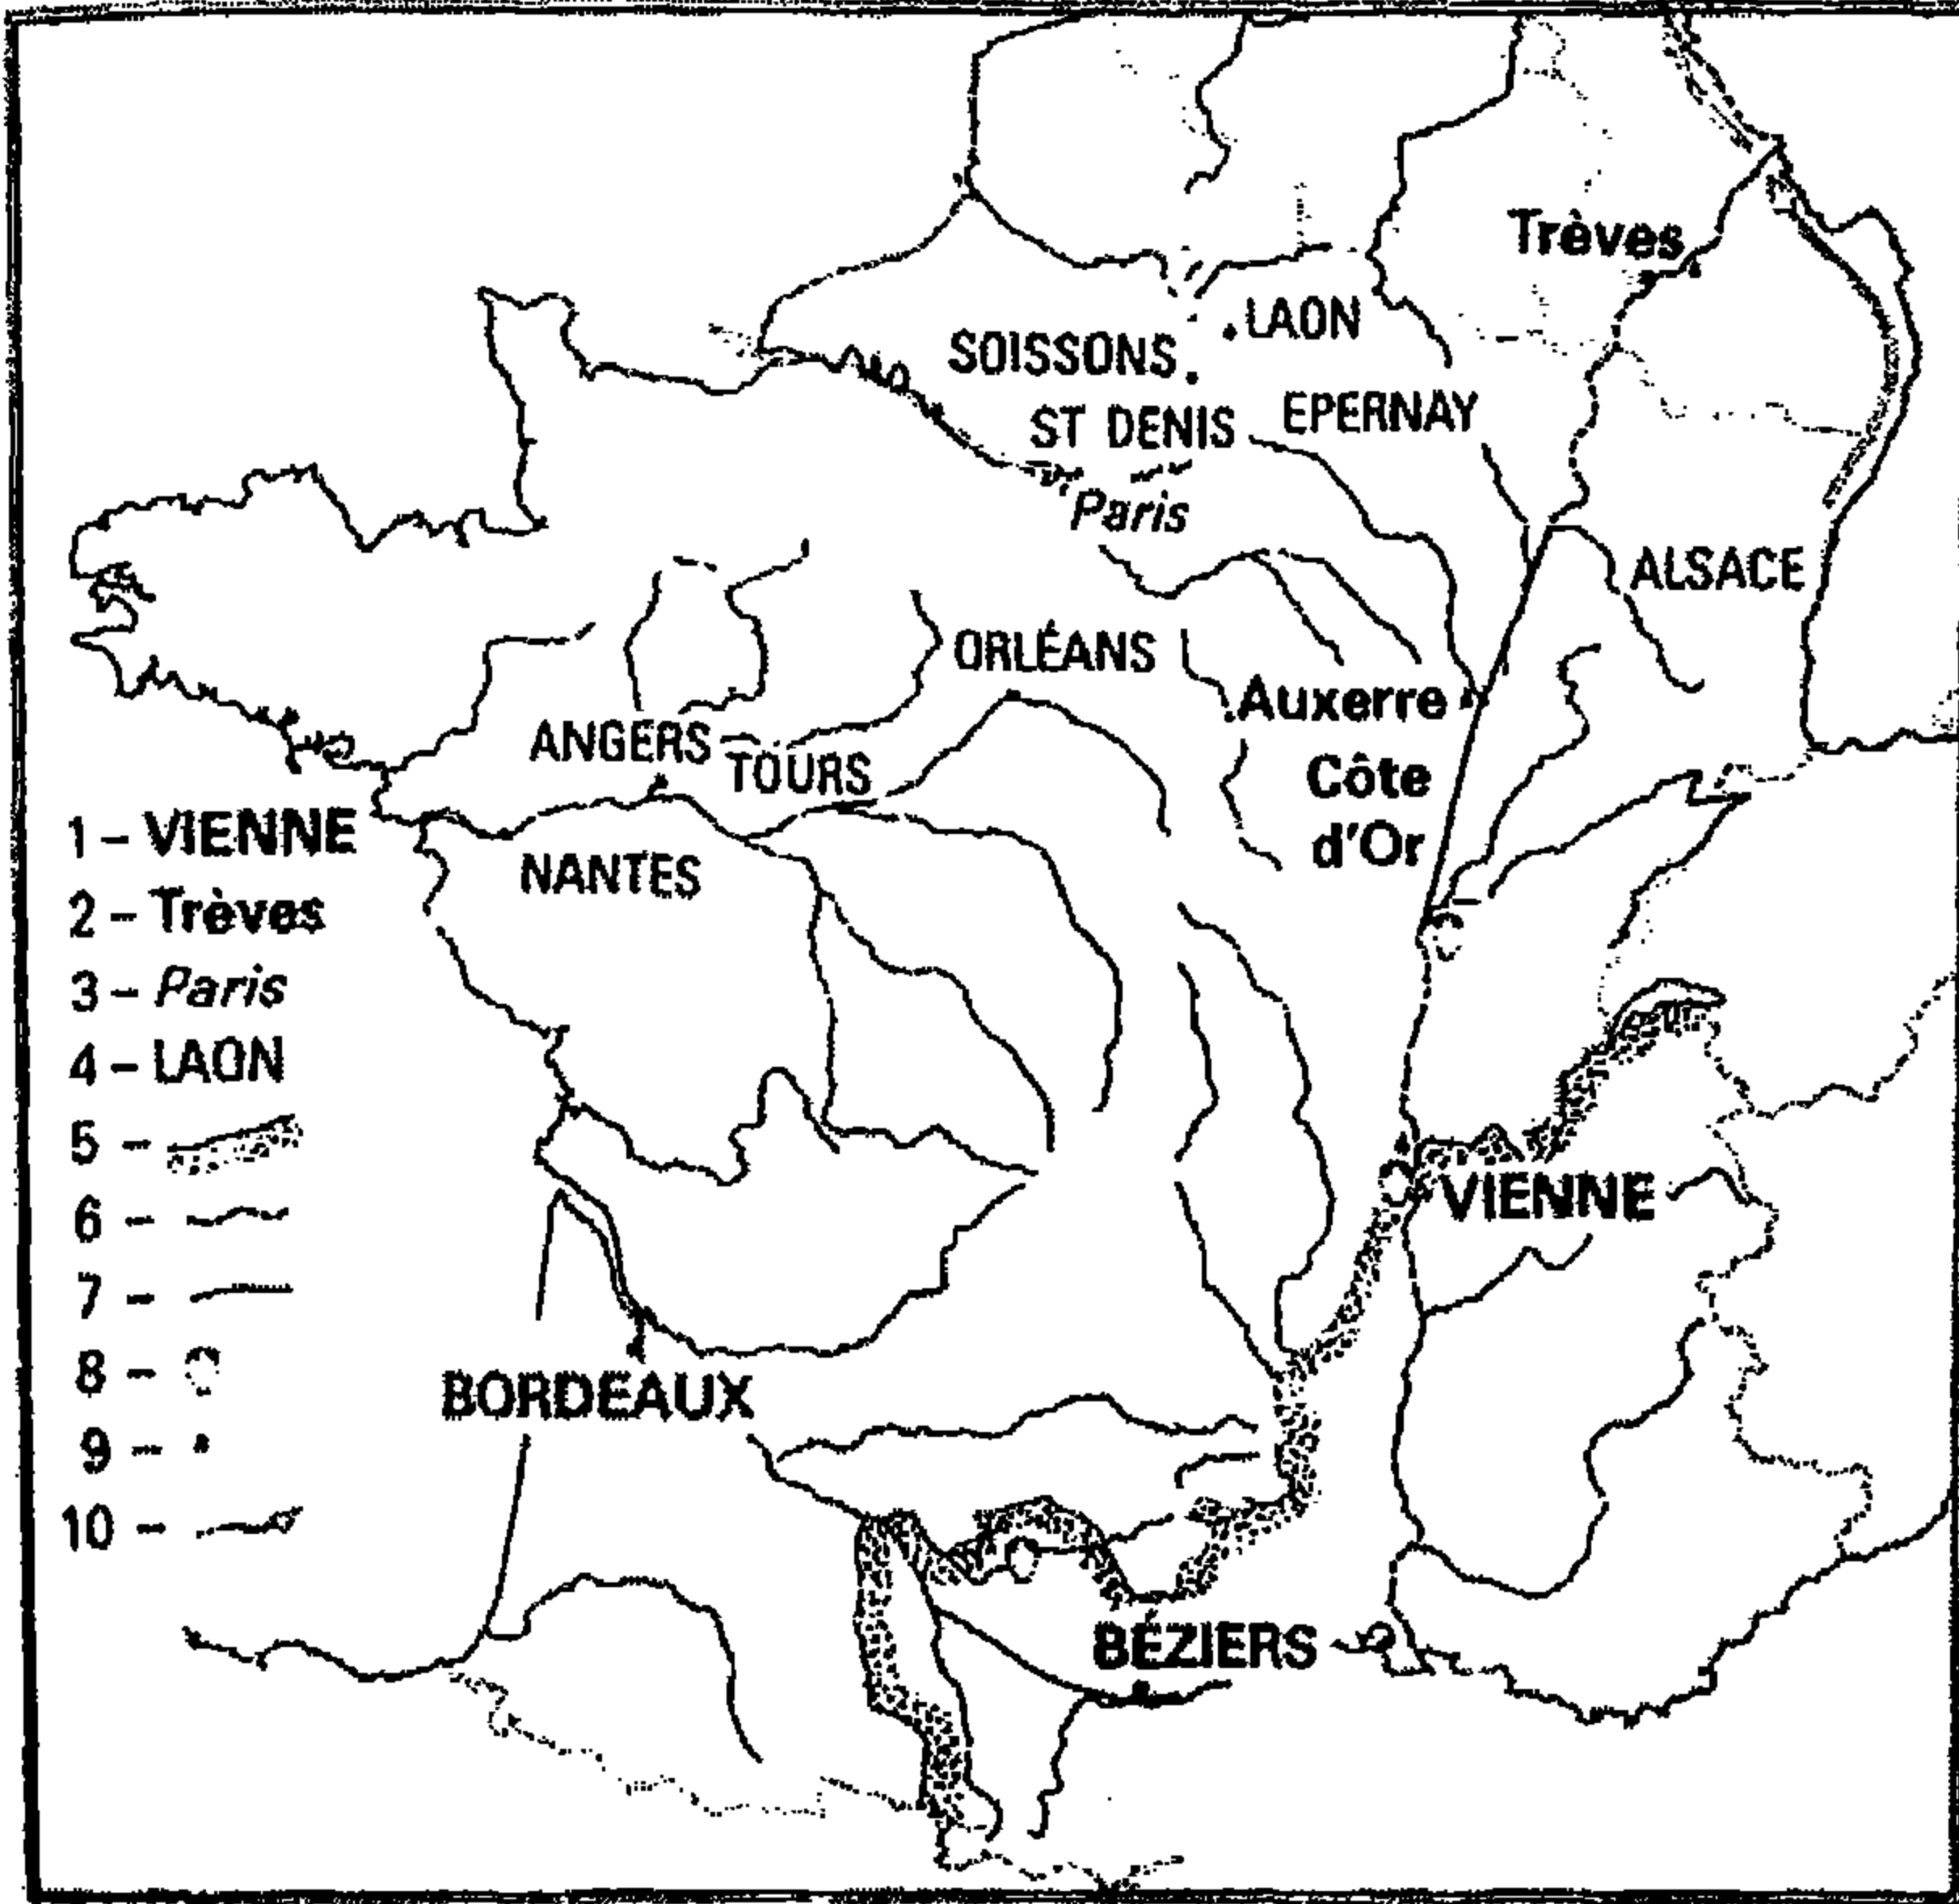 Trèves
LAON
SOISSONS
EPERNAY
ST DENIS
Paris
ALSACE
ORLÉANS
Auxerre
ANGERS
TOURS
Côte
d'Or
NANTES
1 - VIENNE
2 - Trèves
3 - Paris
4 - LAON
5 -
6 -
7 -
8 -
9 -
10 -
VIENNE
BORDEAUX
BÉZIERS